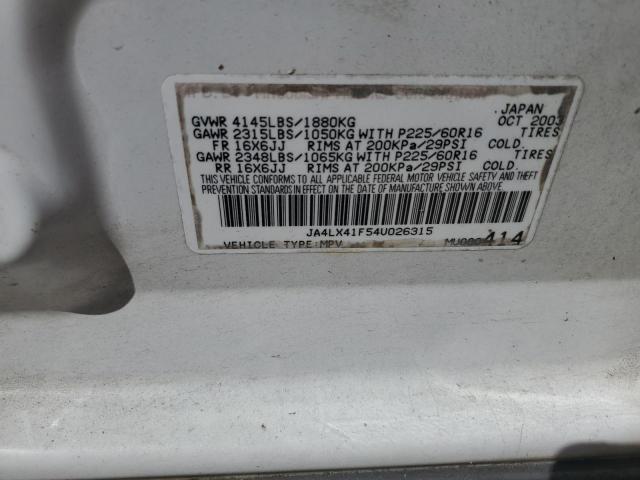 JAPAN
GVWR 4145LBS/1880KG OCT 2003
GAWR 2315LBS/1050KG WITH P225/60R16 TIRES
FR 16X6JJ RIMS AT 200KPa/29PSI COLD.
GAWR 2348LBS/1065KG WITH P225/60R16 TIRES
RR 16X6JJ RIMS AT 200KPa/29PSI COLD.
THIS VEHICLE CONFORMS TO ALL APPLICABLE FEDERAL MOTOR VEHICLE SAFETY AND THEFT
PREVENTION STANDARDS IN EFFECT ON THE DATE OF MANUFACTURE SHOWN ABOVE.
JA4LX41F54U026315
VEHICLE TYPE:MPV 414